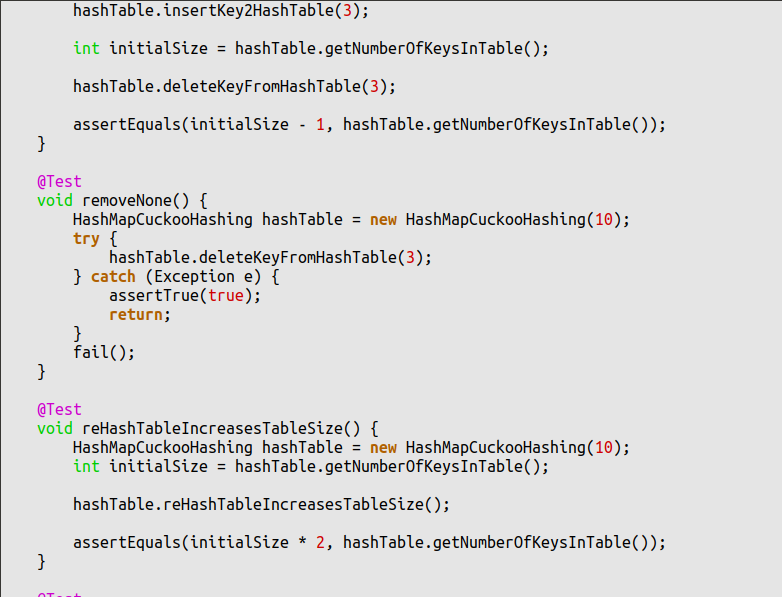 hashTable.insertKey2HashTable(3);
int initialSize = hashTable.getNumberOfKeysInTable();
hashTable.deleteKeyFromHashTable(3);
assertEquals(initialSize - 1, hashTable.getNumberOfKeysInTable());
}
@Test
void removeNone() {
HashMapCuckooHashing hashTable = new HashMapCuckooHashing(10);
try {
hashTable.deleteKeyFromHashTable(3);
} catch (Exception e) {
assertTrue(true);
return;
}
fail();
}
@Test
void reHashTableIncreasesTableSize() {
HashMapCuckooHashing hashTable = new HashMapCuckooHashing(10);
int initialSize = hashTable.getNumberOfKeysInTable();
hashTable.reHashTableIncreasesTableSize();
assertEquals(initialSize * 2, hashTable.getNumberOfKeysInTable());
}
@Test